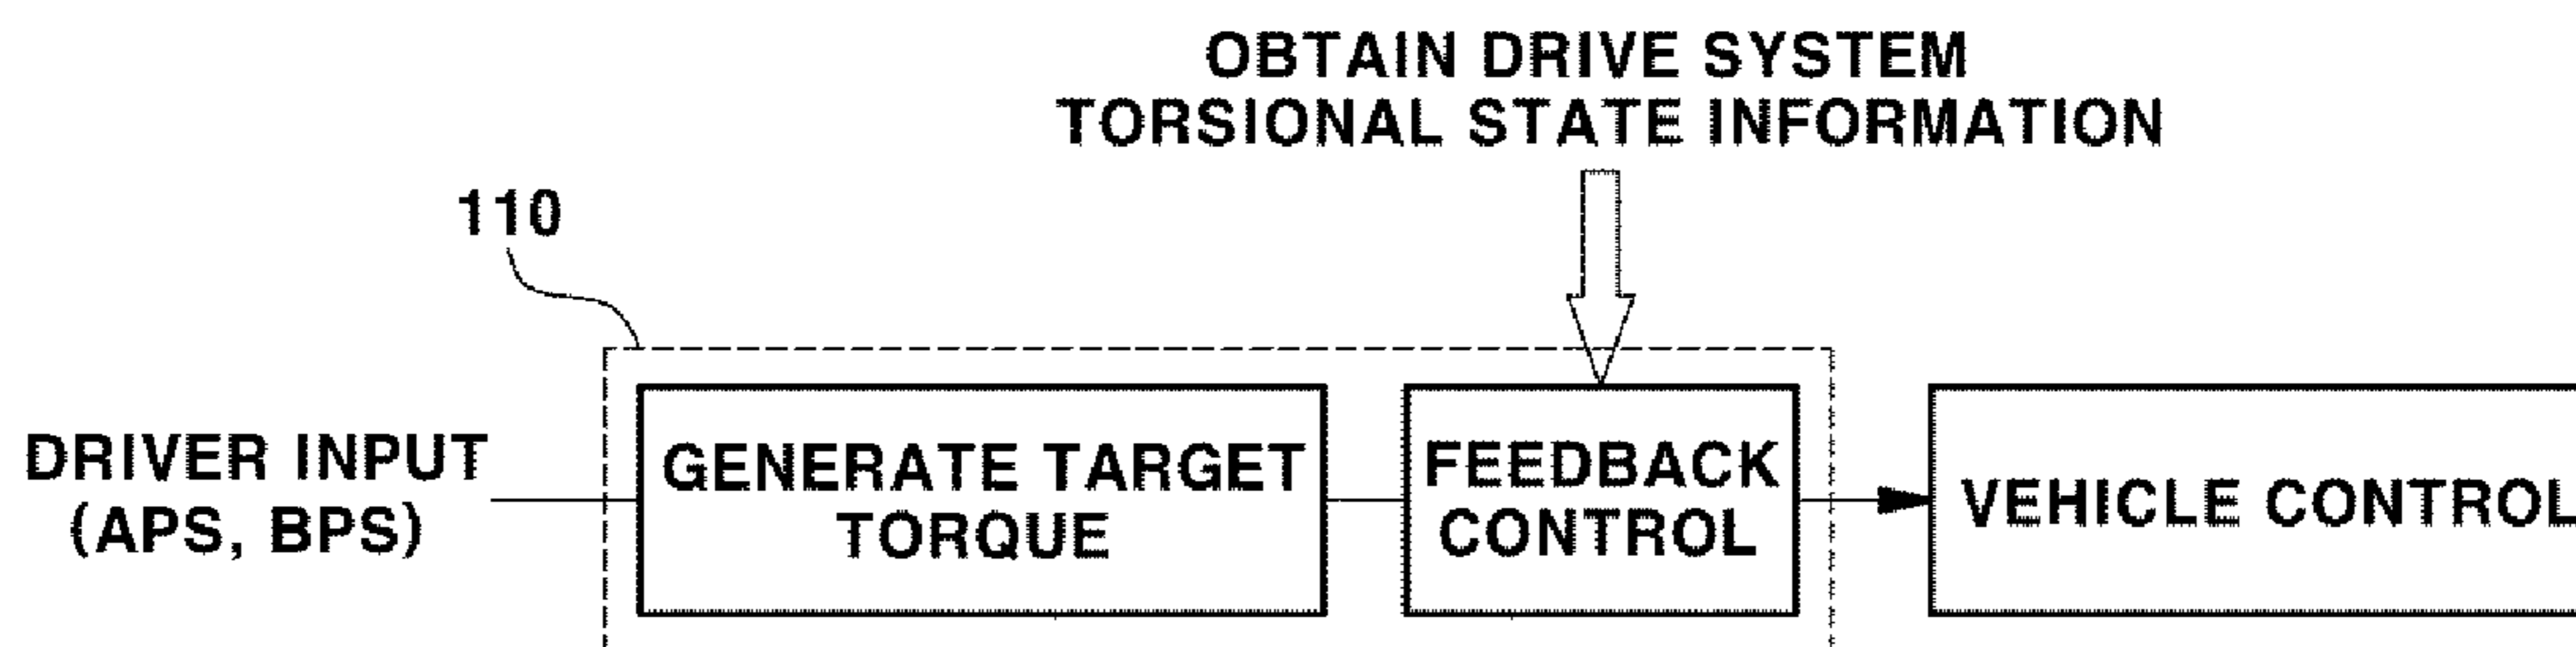 OBTAIN DRIVE SYSTEM
TORSIONAL STATE INFORMATION
110
DRIVER INPUT
(APS, BPS)
GENERATE TARGET
TORQUE
FEEDBACK
CONTROL
VEHICLE CONTROL